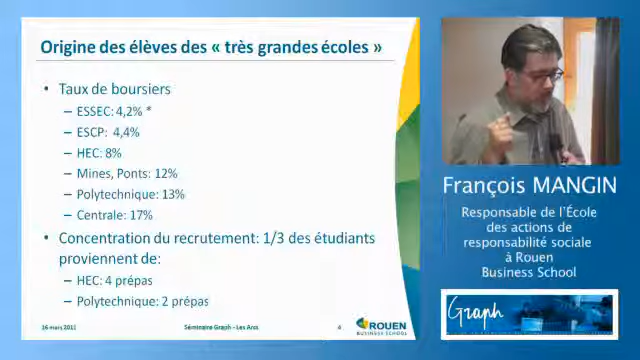 Origine des élèves des « très grandes écoles »
• Taux de boursiers
– ESSEC: 4,2% *
– ESCP: 4,4%
– HEC: 8%
– Mines, Ponts: 12%
– Polytechnique: 13%
– Centrale: 17%
• Concentration du recrutement: 1/3 des étudiants
proviennent de:
– HEC: 4 prépas
– Polytechnique: 2 prépas
16 mars 2011
Séminaire Graph - Les Arcs
6
ROUEN
BUSINESS SCHOOL
François MANGIN
Responsable de l'École
des actions de
responsabilité sociale
à Rouen
Business School
Graph